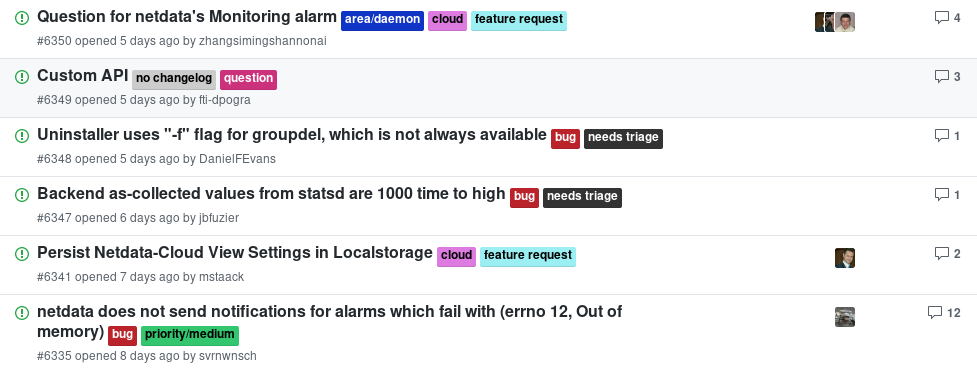 Question for netdata's Monitoring alarm area/daemon cloud feature request 4
#6350 opened 5 days ago by zhangsimingshannonai
Custom API no changelog question 3
#6349 opened 5 days ago by fti-dpogra
Uninstaller uses "-f" flag for groupdel, which is not always available bug needs triage 1
#6348 opened 5 days ago by DanielFEvans
Backend as-collected values from statsd are 1000 time to high bug needs triage 1
#6347 opened 6 days ago by jbfuzier
Persist Netdata-Cloud View Settings in Localstorage cloud feature request 2
#6341 opened 7 days ago by mstaack
netdata does not send notifications for alarms which fail with (errno 12, Out of 12
memory) bug priority/medium
#6335 opened 8 days ago by svrnwnsch